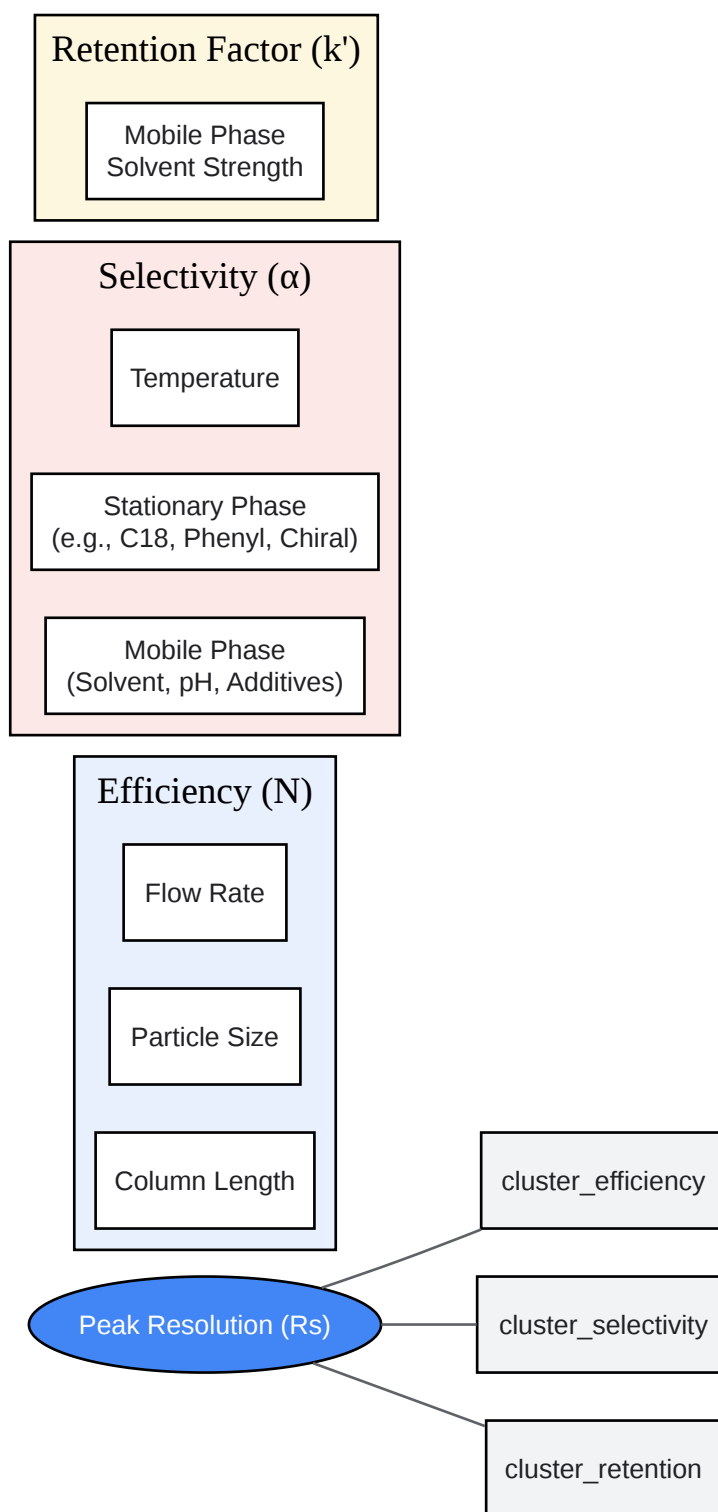 Retention Factor (k')
Mobile Phase
Solvent Strength
Selectivity (α)
Temperature
Stationary Phase
(e.g., C18, Phenyl, Chiral)
Mobile Phase
(Solvent, pH, Additives)
Efficiency (N)
Flow Rate
Particle Size
Column Length
cluster_efficiency
Peak Resolution (Rs)
cluster_selectivity
cluster_retention